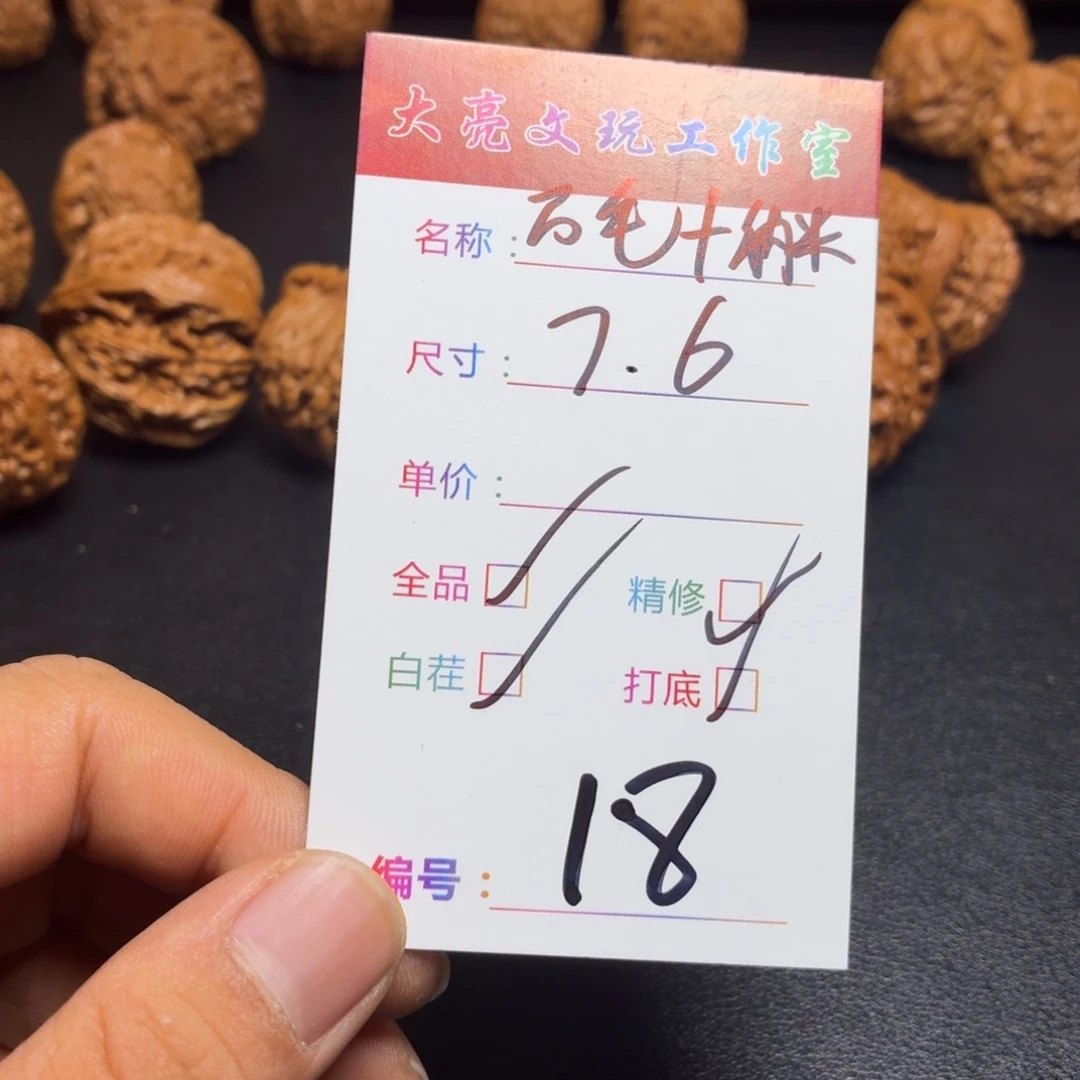 大亮文玩工作室
名称:
尺寸: 7.6
单价:
全品 精修
白茬 打底
编号: 18